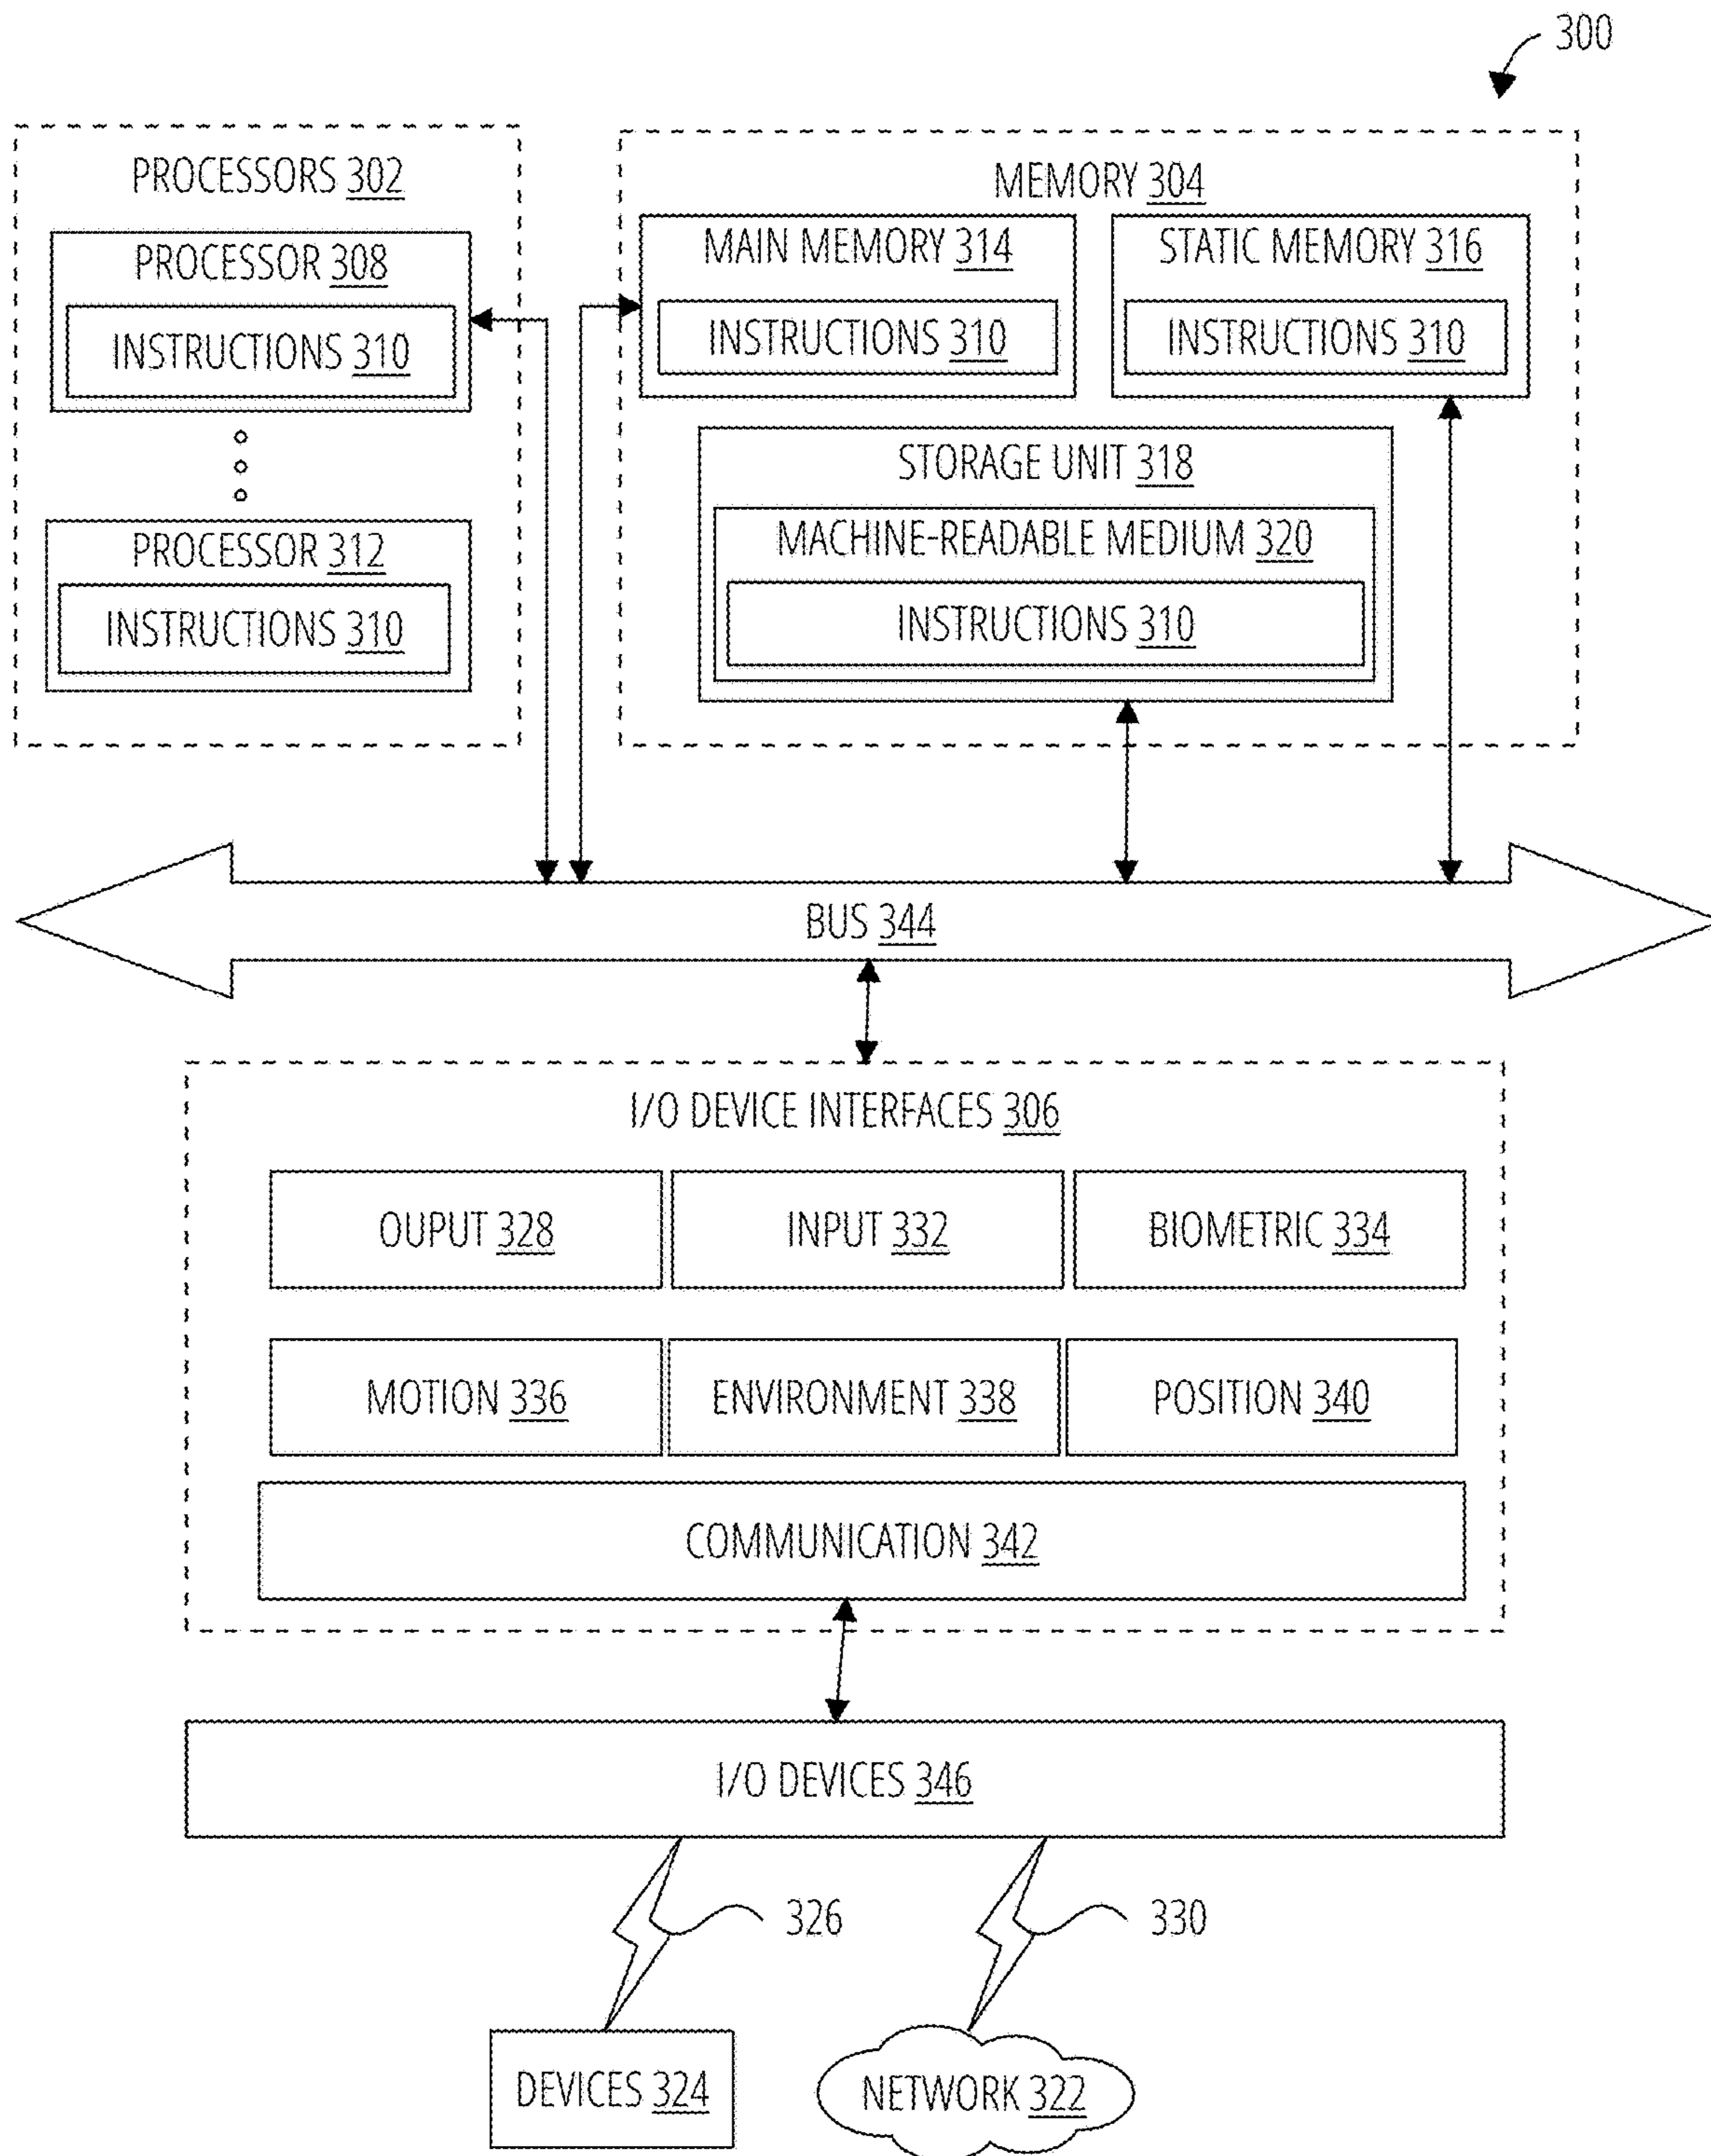 300
PROCESSORS 302
PROCESSOR 308
INSTRUCTIONS 310
PROCESSOR 312
INSTRUCTIONS 310
MEMORY 304
MAIN MEMORY 314
INSTRUCTIONS 310
STATIC MEMORY 316
INSTRUCTIONS 310
STORAGE UNIT 318
MACHINE-READABLE MEDIUM 320
INSTRUCTIONS 310
BUS 344
I/O DEVICE INTERFACES 306
OUPUT 328
INPUT 332
BIOMETRIC 334
MOTION 336
ENVIRONMENT 338
POSITION 340
COMMUNICATION 342
I/O DEVICES 346
326
330
DEVICES 324
NETWORK 322